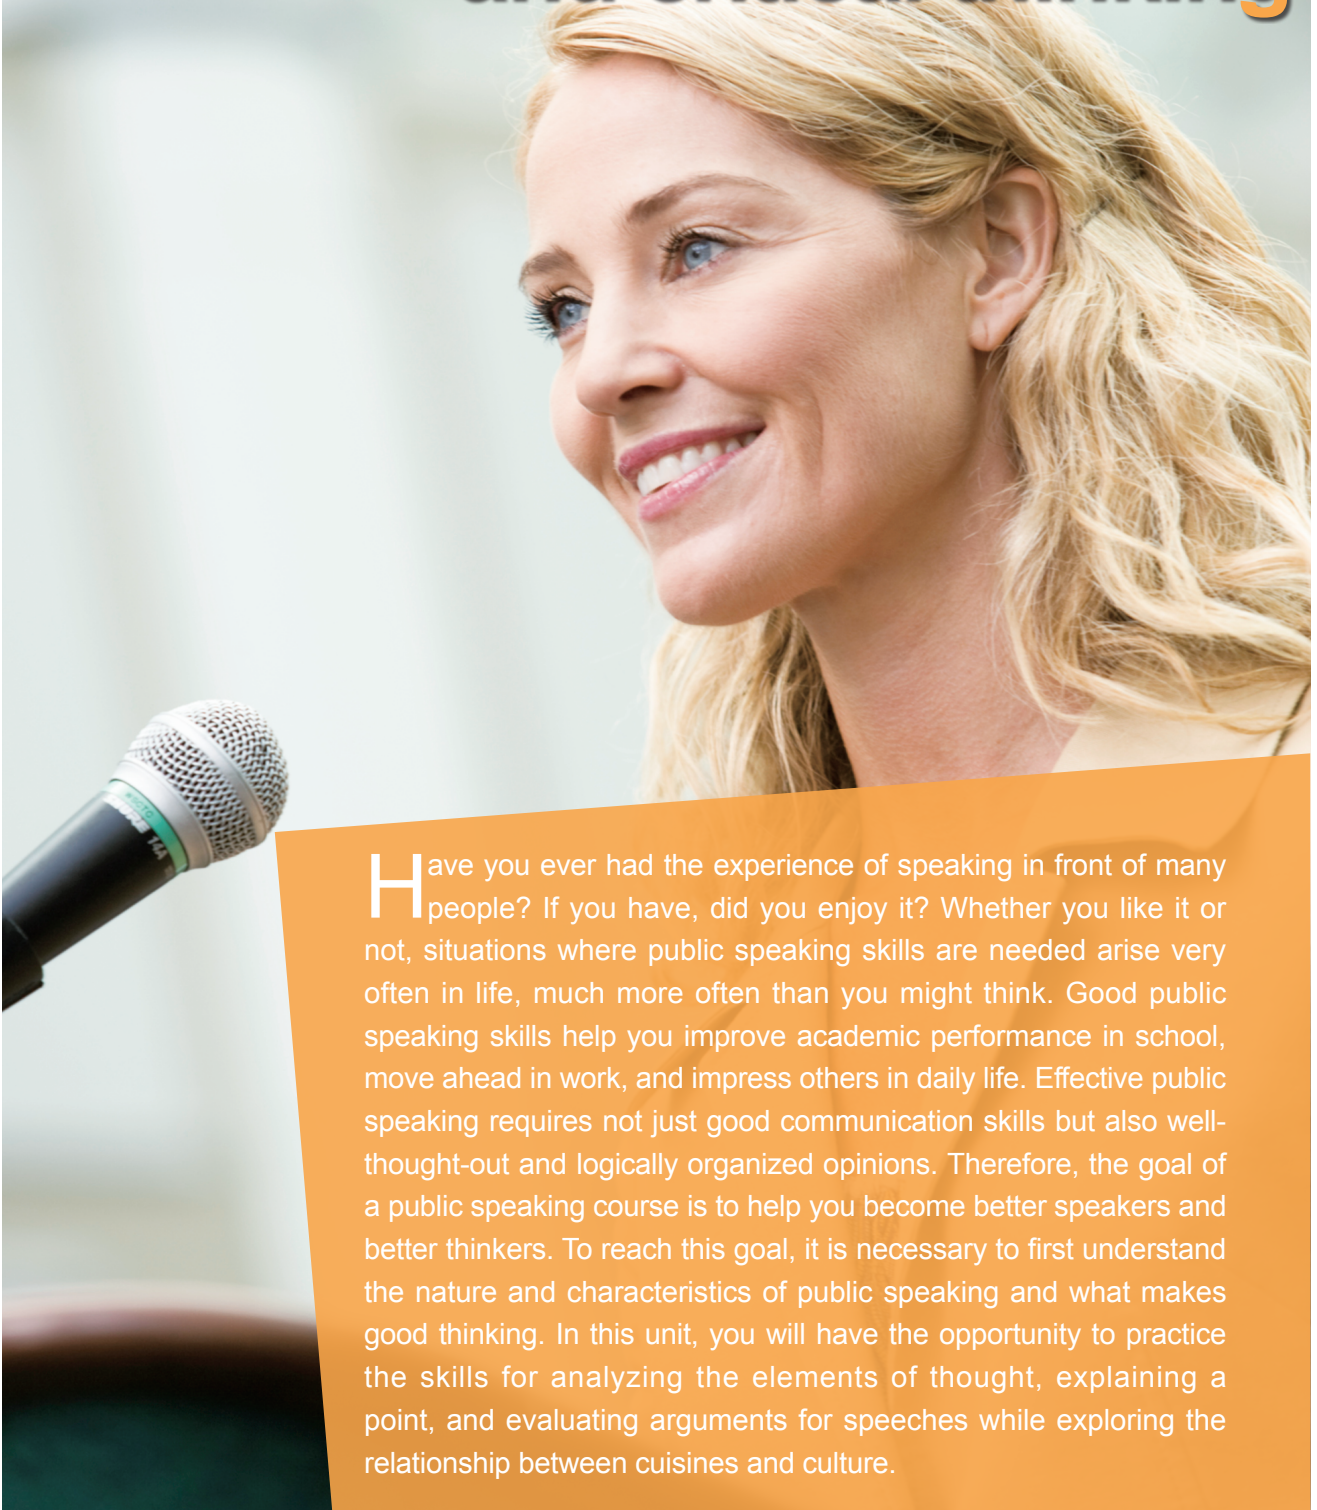 and critical thinking
SHURE 14A
Have you ever had the experience of speaking in front of many
people? If you have, did you enjoy it? Whether you like it or
not, situations where public speaking skills are needed arise very
often in life, much more often than you might think. Good public
speaking skills help you improve academic performance in school,
move ahead in work, and impress others in daily life. Effective public
speaking requires not just good communication skills but also well-
thought-out and logically organized opinions. Therefore, the goal of
a public speaking course is to help you become better speakers and
better thinkers. To reach this goal, it is necessary to first understand
the nature and characteristics of public speaking and what makes
good thinking. In this unit, you will have the opportunity to practice
the skills for analyzing the elements of thought, explaining a
point, and evaluating arguments for speeches while exploring the
relationship between cuisines and culture.